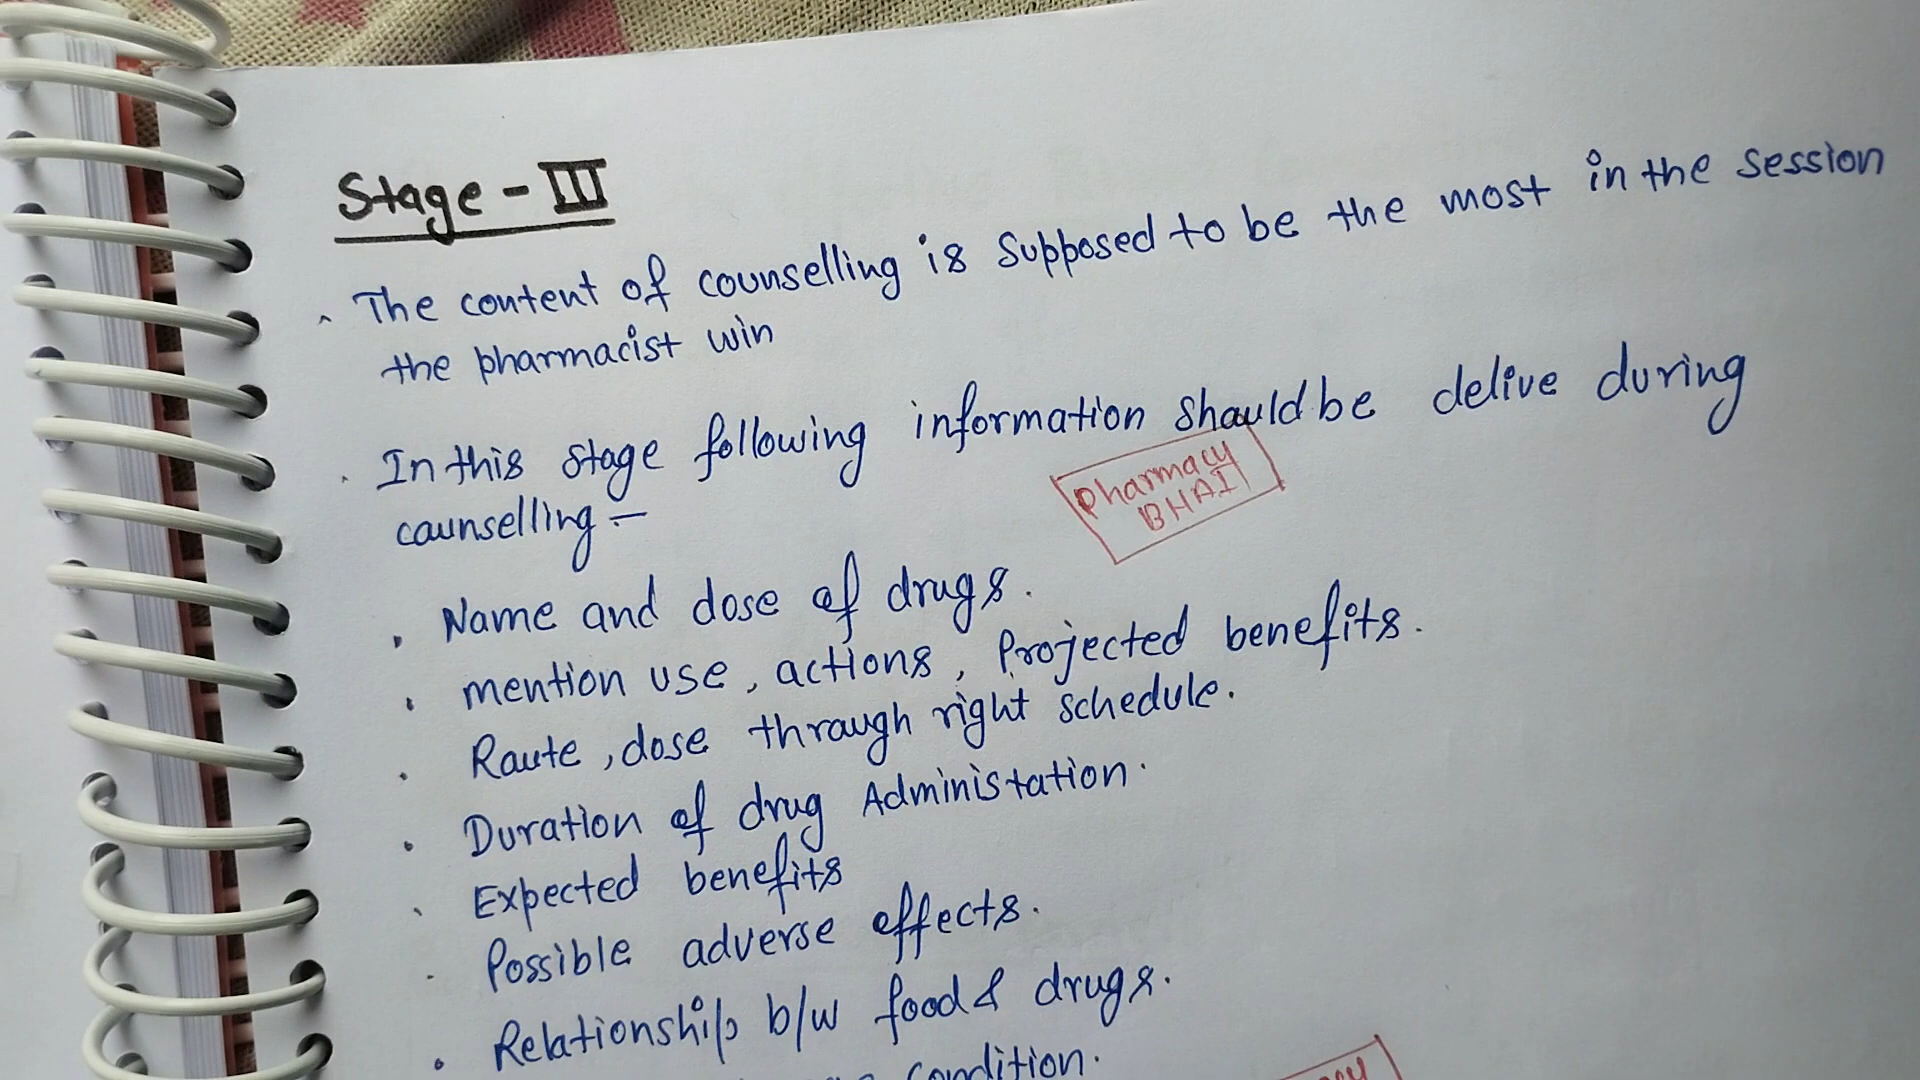 Stage - III
The content of counselling is supposed to be the most in the session
the pharmacist win
In this stage following information should be delive during
caunselling -
Pharmacy
BHAI
Name and dose of drugs.
mention use, actions, Projected benefits.
Raute, dose through right schedule.
Duration of drug Administation.
Expected benefits
Possible adverse effects.
Relationship b/w food & drugs.
condition.